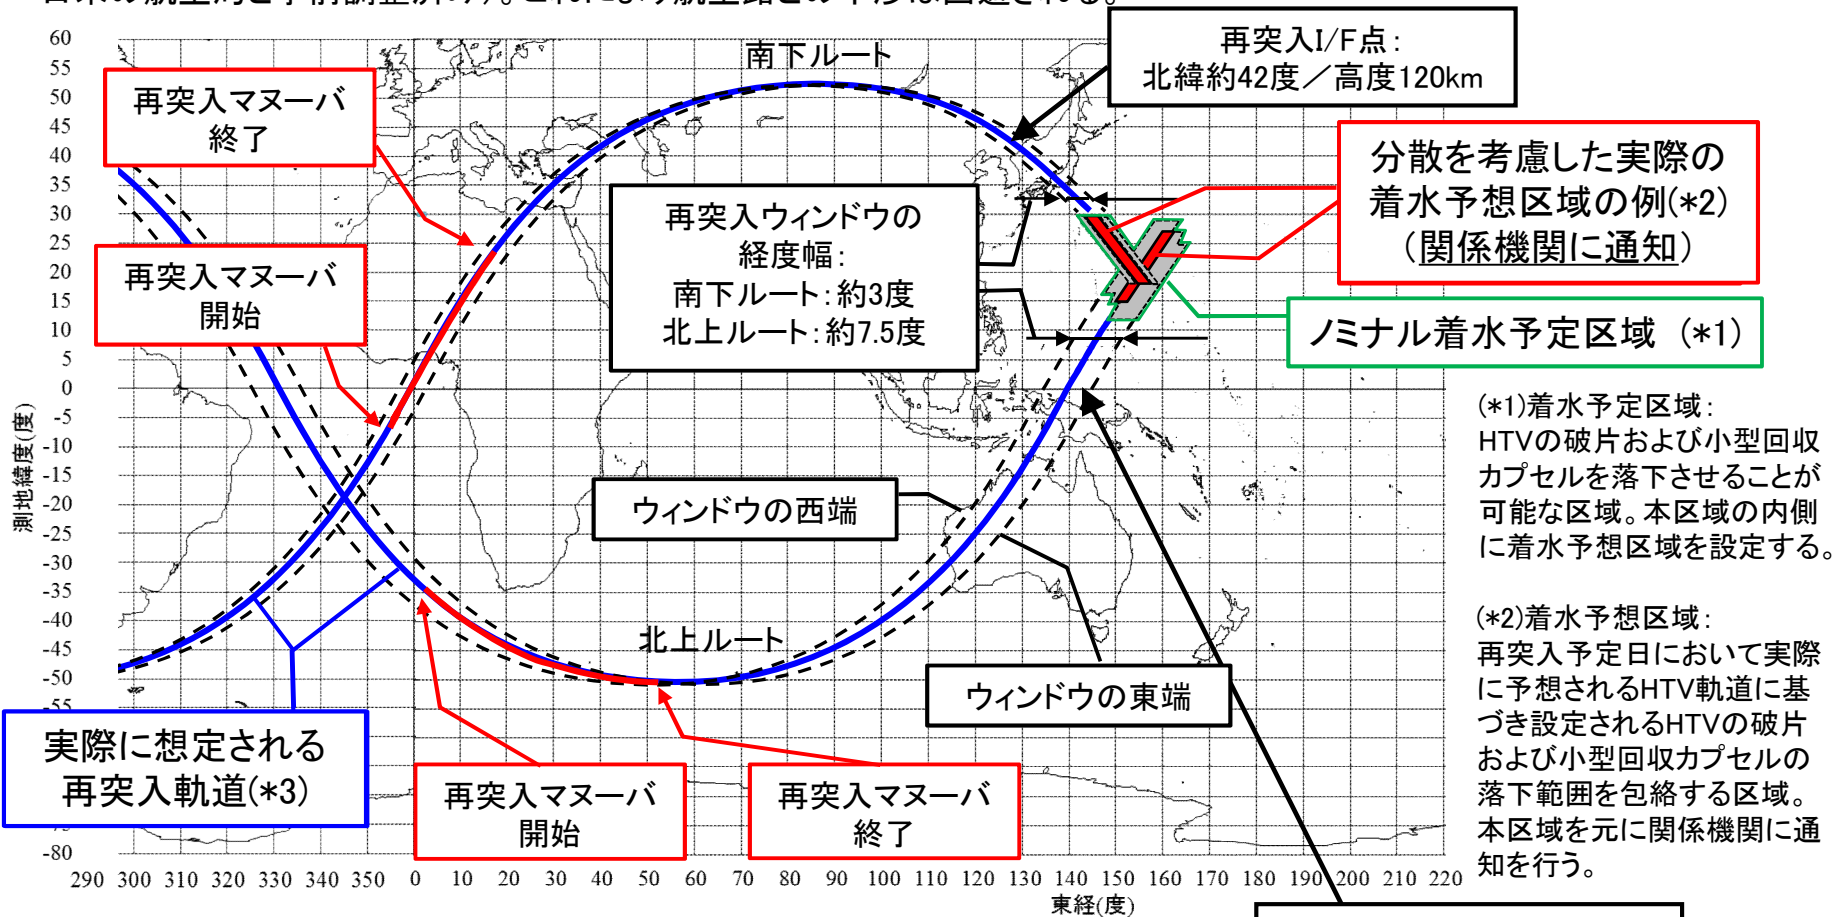 南下ルート
再突入I/F点：
北緯約42度／高度120km
再突入マヌーバ
終了
分散を考慮した実際の
着水予想区域の例(*2)
（関係機関に通知）
再突入ウィンドウの
経度幅：
南下ルート：約3度
北上ルート：約7.5度
再突入マヌーバ
開始
ノミナル着水予定区域 (*1)
(*1)着水予定区域：
HTVの破片および小型回収
カプセルを落下させることが
可能な区域。本区域の内側
に着水予想区域を設定する。
ウィンドウの西端
北上ルート
ウィンドウの東端
(*2)着水予想区域：
再突入予定日において実際
に予想されるHTV軌道に基
づき設定されるHTVの破片
および小型回収カプセルの
落下範囲を包絡する区域。
本区域を元に関係機関に通
知を行う。
実際に想定される
再突入軌道(*3)
再突入マヌーバ
開始
再突入マヌーバ
終了
測地緯度(度)
60
55
50
45
40
35
30
25
20
15
10
5
0
-5
-10
-15
-20
-25
-30
-35
-40
-45
-50
-80
290 300 310 320 330 340 350 0 10 20 30 40 50 60 70 80 90 100 110 120 130 140 150 160 170 180 190 200 210 220
東経(度)